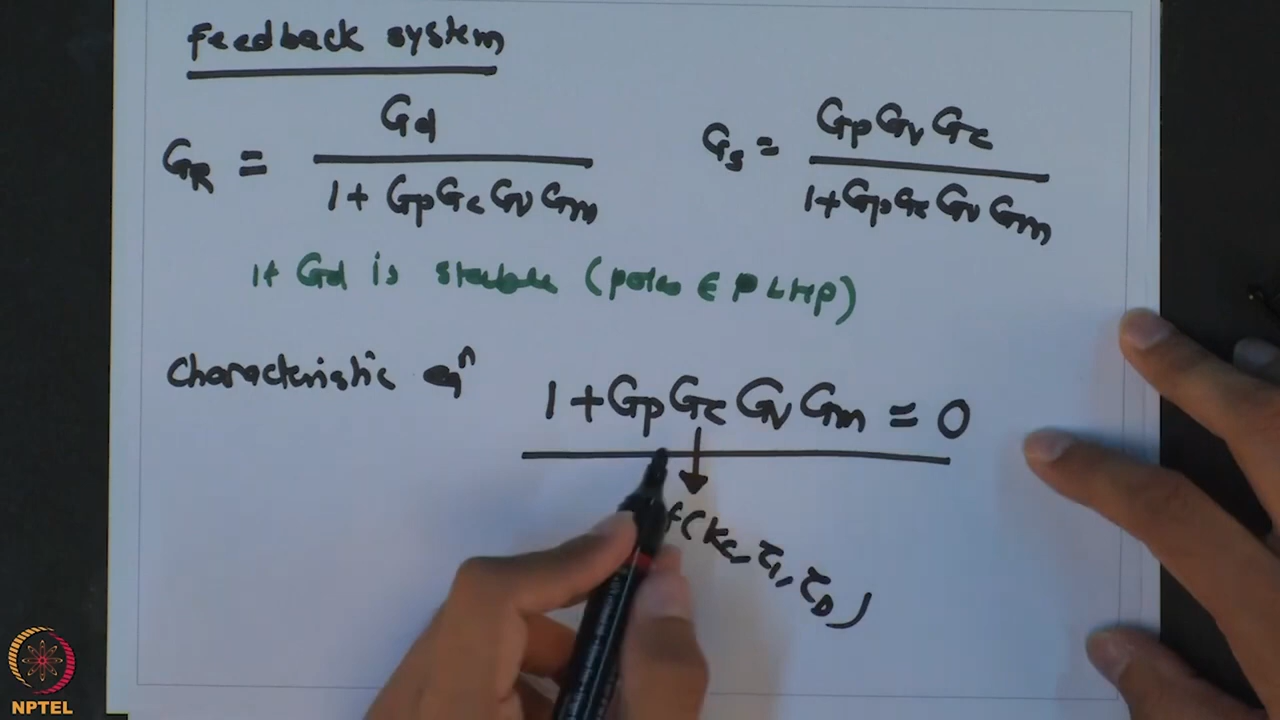 feedback system
GR = Gd / 1 + GpGcGvGm
Gs = GpGvGc / 1+GpGcGvGm
if Gd is stable (poles ∈ PLHP)
Characteristic eqⁿ
1 + GpGcGvGm = 0
f(Kc, τI, τD)
NPTEL